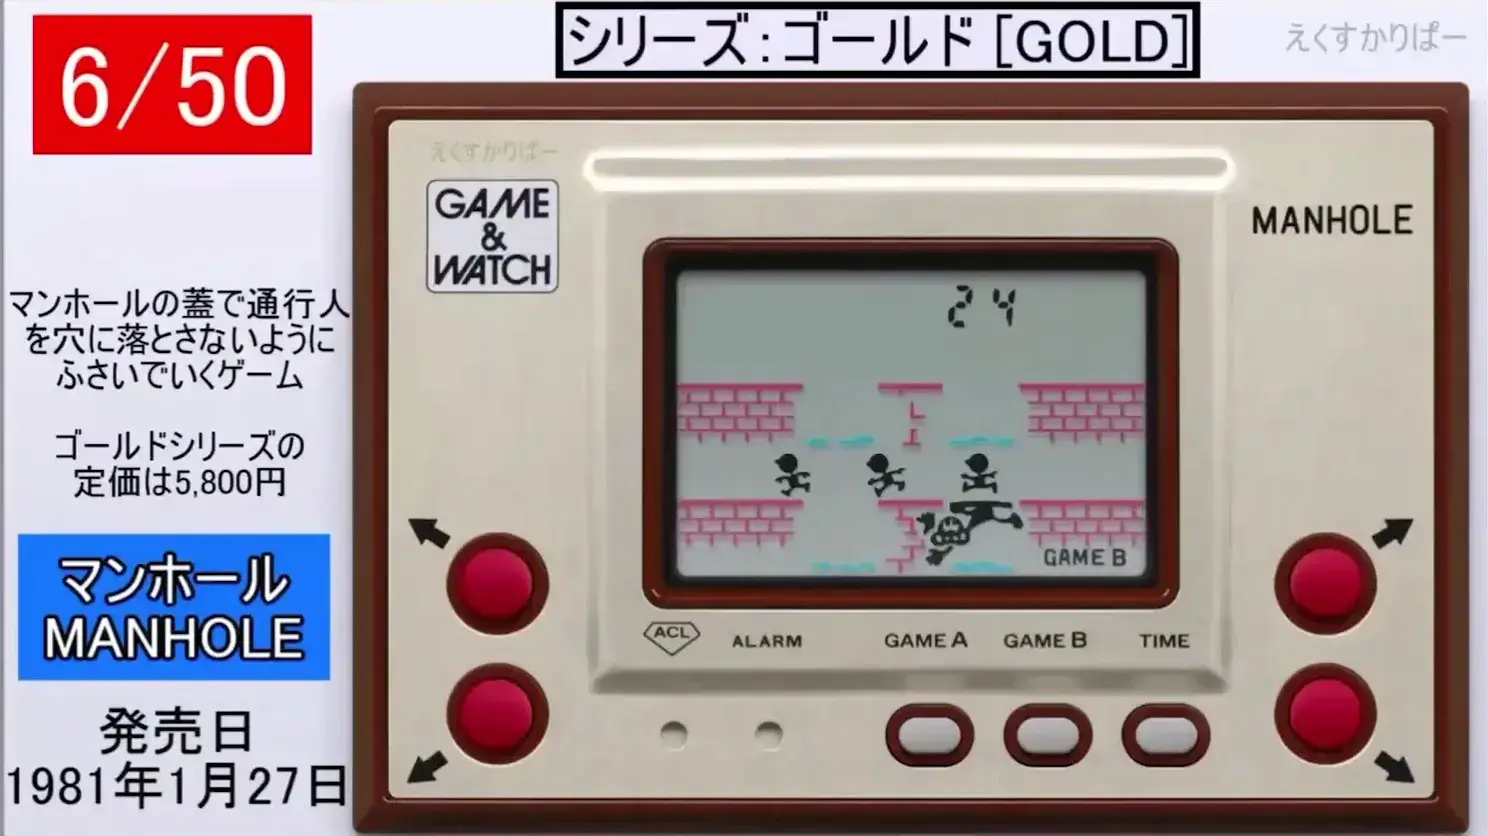 6/50
シリーズ:ゴールド [GOLD]
えくすかりぱー
えくすかりぱー
GAME
&
WATCH
MANHOLE
24
GAME B
ACL
ALARM
GAME A
GAME B
TIME
マンホールの蓋で通行人
を穴に落とさないように
ふさいでいくゲーム
ゴールドシリーズの
定価は5,800円
マンホール
MANHOLE
発売日
1981年1月27日